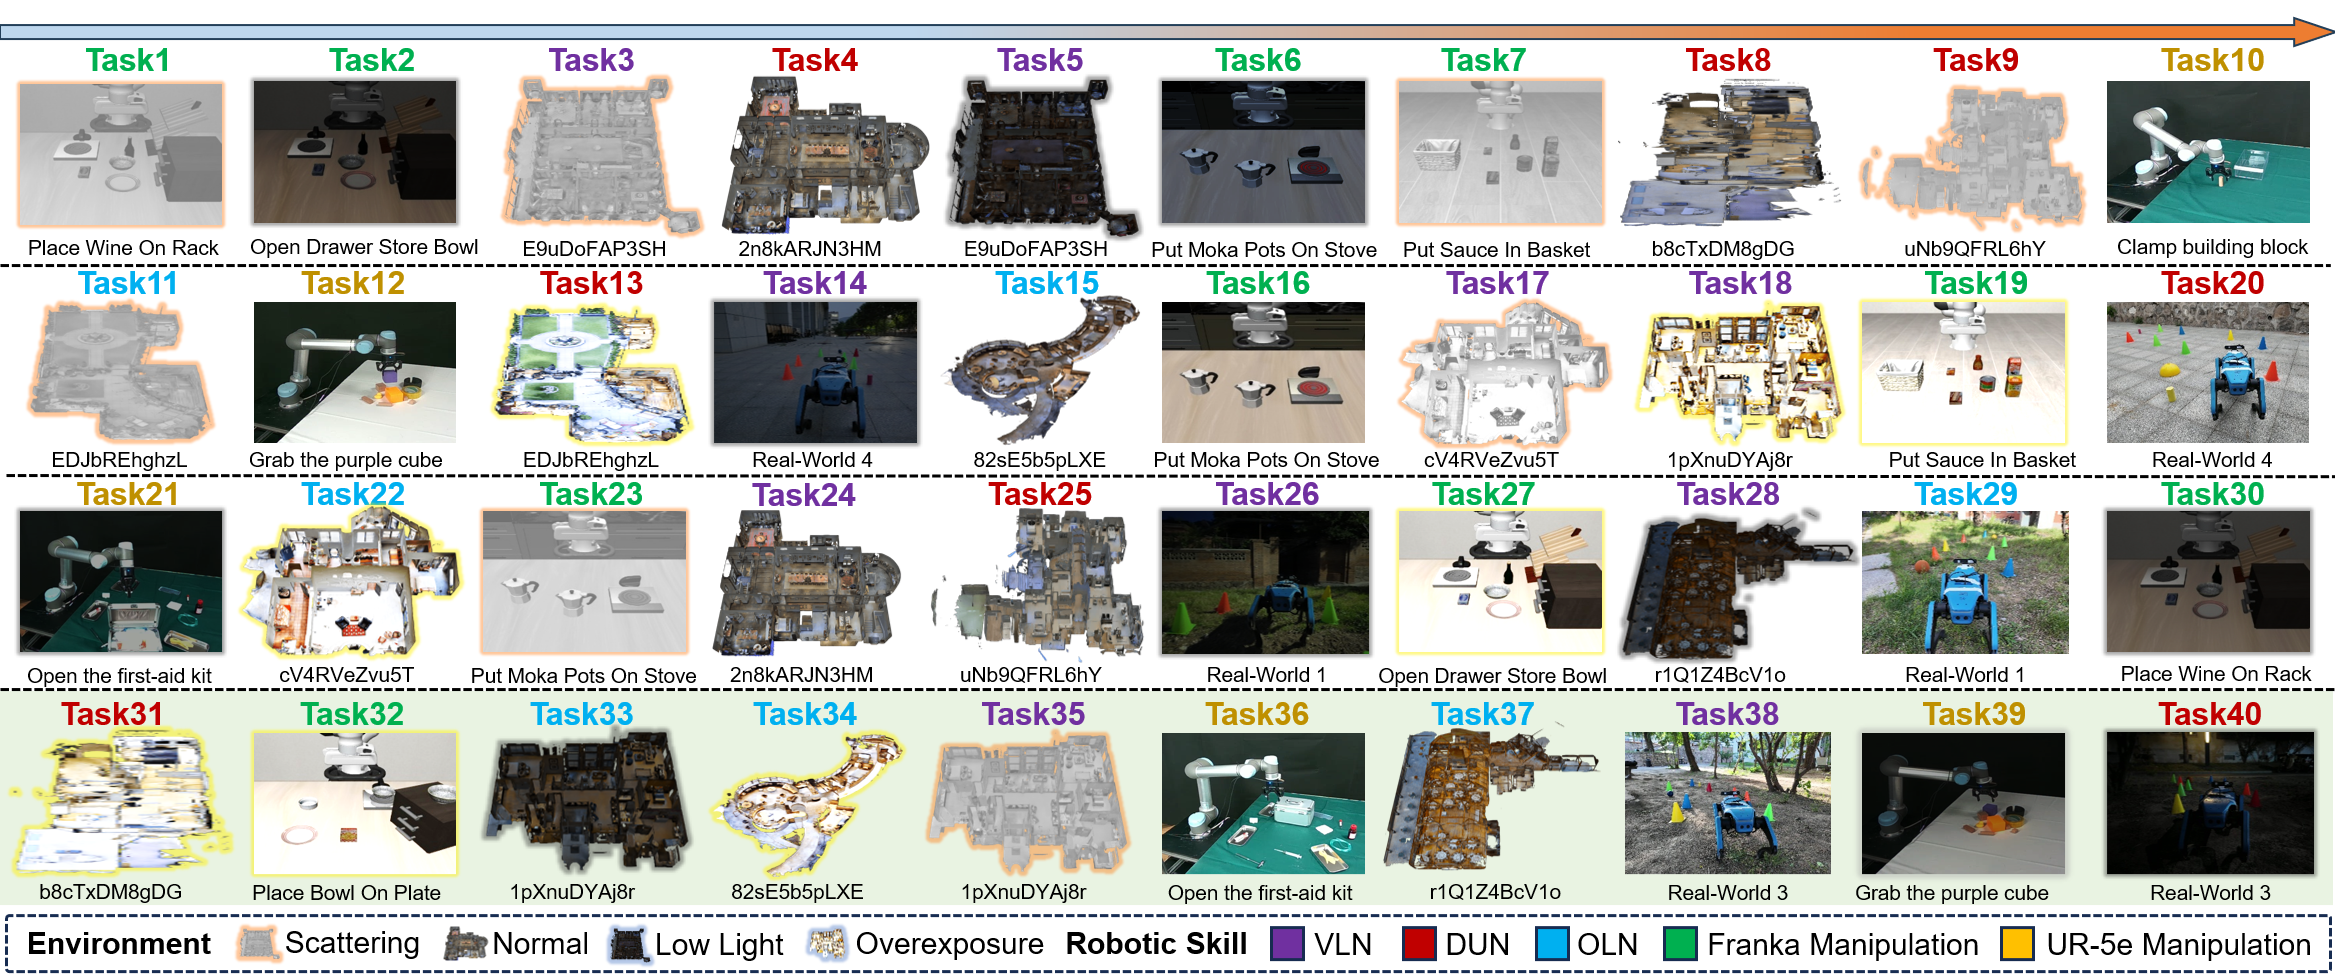 Task1 Task2 Task3 Task4 Task5 Task6 Task7 Task8 Task9 Task10
Place Wine On Rack Open Drawer Store Bowl E9uDoFAP3SH 2n8kARJN3HM E9uDoFAP3SH Put Moka Pots On Stove Put Sauce In Basket b8cTxDM8gDG uNb9QFRL6hY Clamp building block
Task11 Task12 Task13 Task14 Task15 Task16 Task17 Task18 Task19 Task20
EDJbREhghzL Grab the purple cube EDJbREhghzL Real-World 4 82sE5b5pLXE Put Moka Pots On Stove cV4RVeZvu5T 1pXnuDYAj8r Put Sauce In Basket Real-World 4
Task21 Task22 Task23 Task24 Task25 Task26 Task27 Task28 Task29 Task30
Open the first-aid kit cV4RVeZvu5T Put Moka Pots On Stove 2n8kARJN3HM uNb9QFRL6hY Real-World 1 Open Drawer Store Bowl r1Q1Z4BcV1o Real-World 1 Place Wine On Rack
Task31 Task32 Task33 Task34 Task35 Task36 Task37 Task38 Task39 Task40
b8cTxDM8gDG Place Bowl On Plate 1pXnuDYAj8r 82sE5b5pLXE 1pXnuDYAj8r Open the first-aid kit r1Q1Z4BcV1o Real-World 3 Grab the purple cube Real-World 3
Environment Scattering Normal Low Light Overexposure Robotic Skill VLN DUN OLN Franka Manipulation UR-5e Manipulation